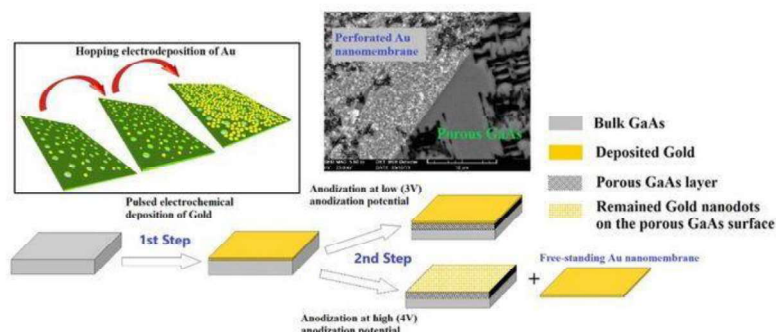 Hopping electrodeposition of Au
Perforated Au
nanomembrane
Porous GaAs
Bulk GaAs
Deposited Gold
Porous GaAs layer
Remained Gold nanodots
on the porous GaAs surface
Pulsed electrochemical
deposition of Gold
1st Step
Anodization at low (3V)
anodization potential
2nd Step
Anodization at high (4V)
anodization potential
+
Free-standing Au nanomembrane